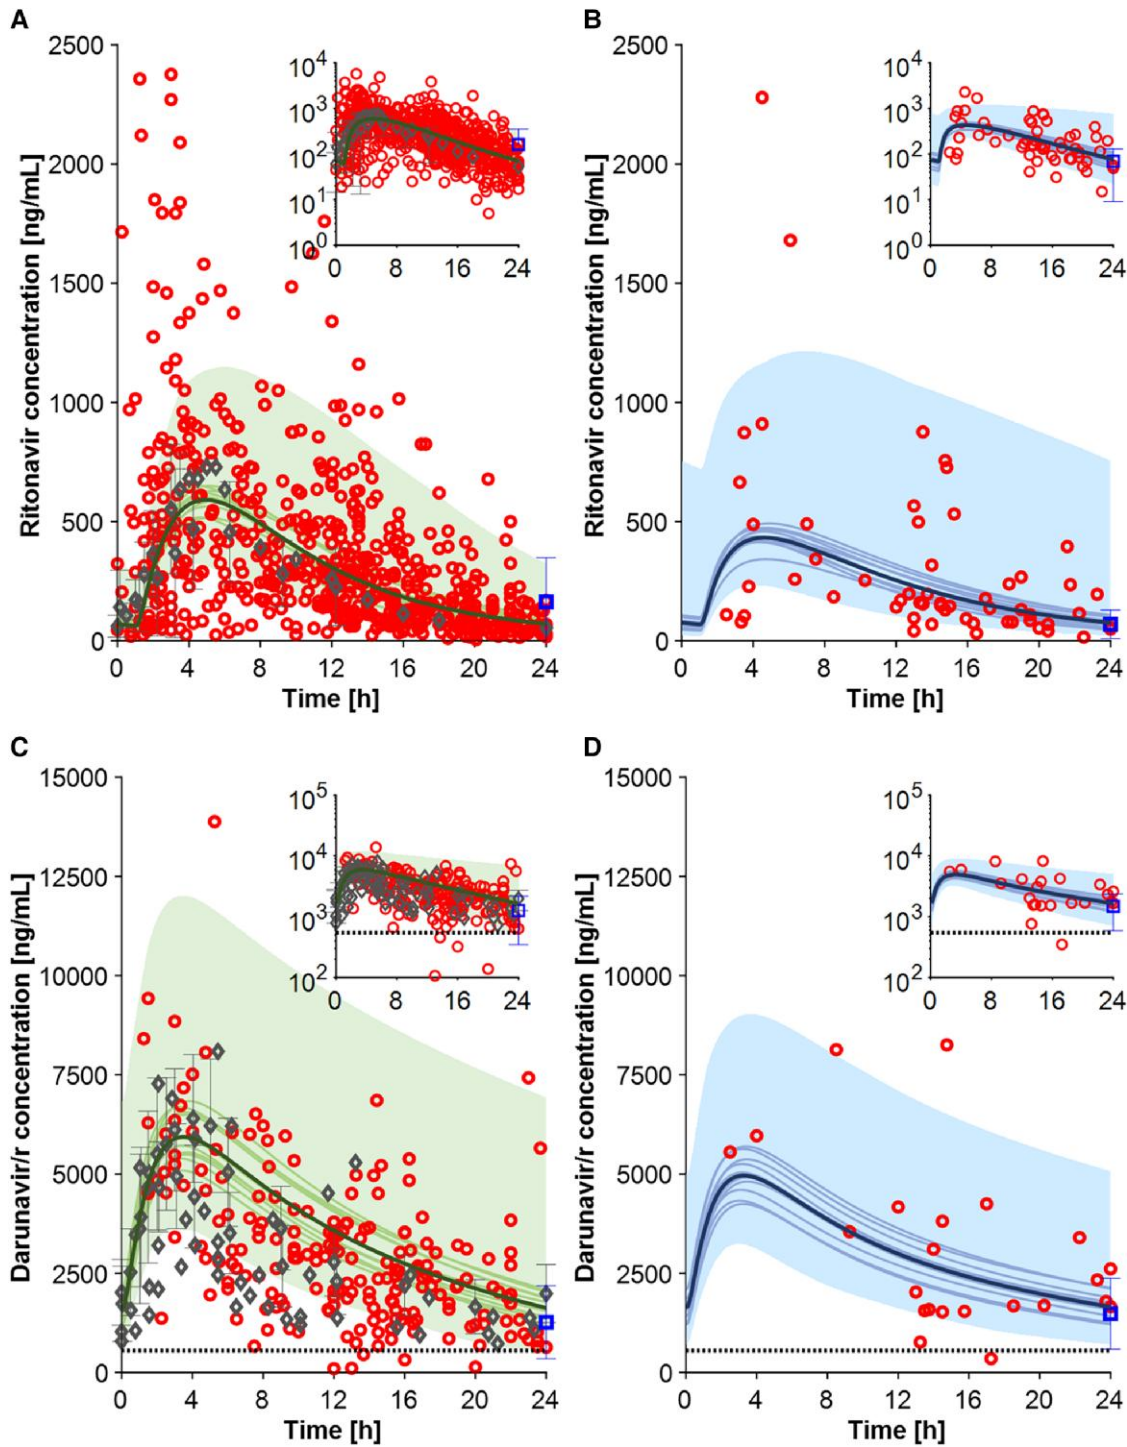 A
B
Ritonavir concentration [ng/mL]
2500
2000
1500
1000
500
0
0 4 8 12 16 20 24
Time [h]
10^4
10^3
10^2
10^1
10^0
0 8 16 24
Ritonavir concentration [ng/mL]
2500
2000
1500
1000
500
0
0 4 8 12 16 20 24
Time [h]
10^4
10^3
10^2
10^1
10^0
0 8 16 24
C
D
Darunavir/r concentration [ng/mL]
15000
12500
10000
7500
5000
2500
0
0 4 8 12 16 20 24
Time [h]
10^5
10^4
10^3
10^2
0 8 16 24
Darunavir/r concentration [ng/mL]
15000
12500
10000
7500
5000
2500
0
0 4 8 12 16 20 24
Time [h]
10^5
10^4
10^3
10^2
0 8 16 24